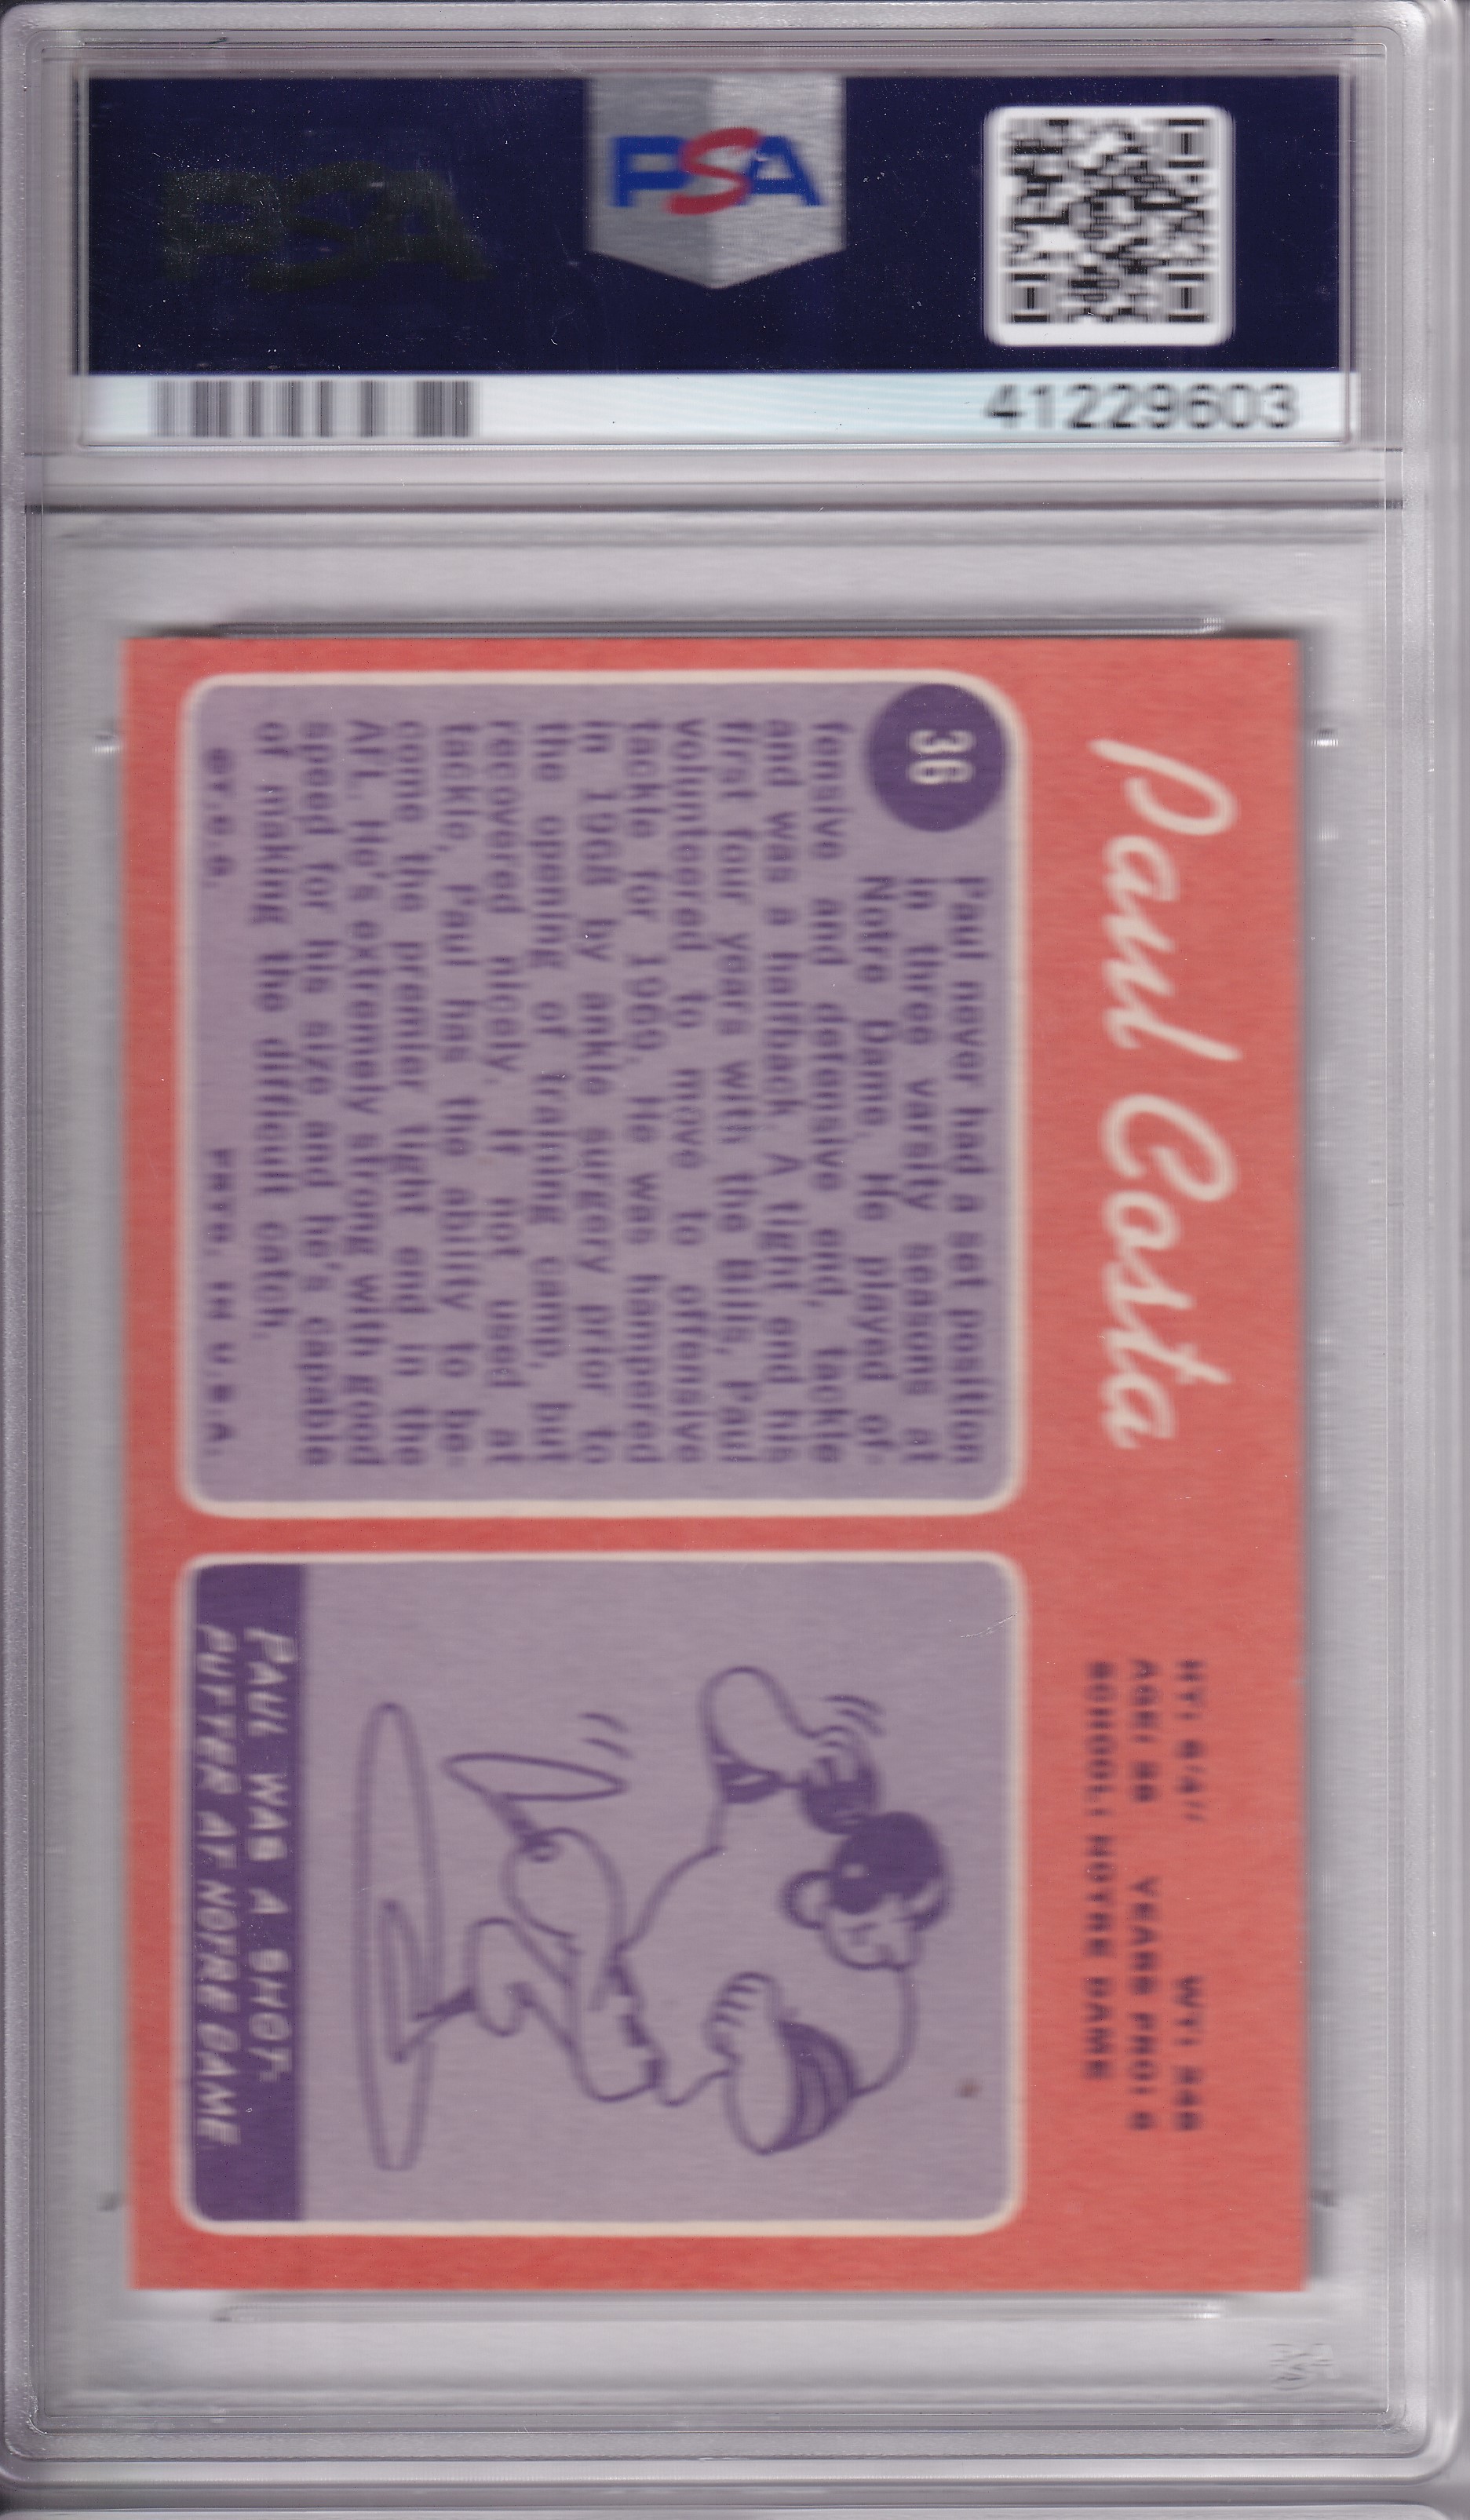 PSA
PSA
41229603
Paul Costa
HT: 6'4" WT: 246
AGE: YEARS PRO: 6
SCHOOL: NOTRE DAME
36
Paul never had a set position
in three varsity seasons at
Notre Dame. He played of-
fensive and defensive end, tackle
and was a halfback. A tight end his
first four years with the Bills, Paul
volunteered to move to offensive
tackle for 1969. He was hampered
in 1968 by ankle surgery prior to
the opening of training camp, but
recovered nicely. If not used at
tackle, Paul has the ability to be-
come the premier tight end in the
AFL. He's extremely strong with good
speed for his size and he's capable
of making the difficult catch.
©T.C.G. PRTD. IN U.S.A.
PAUL WAS A SHOT-
PUTTER AT NOTRE DAME